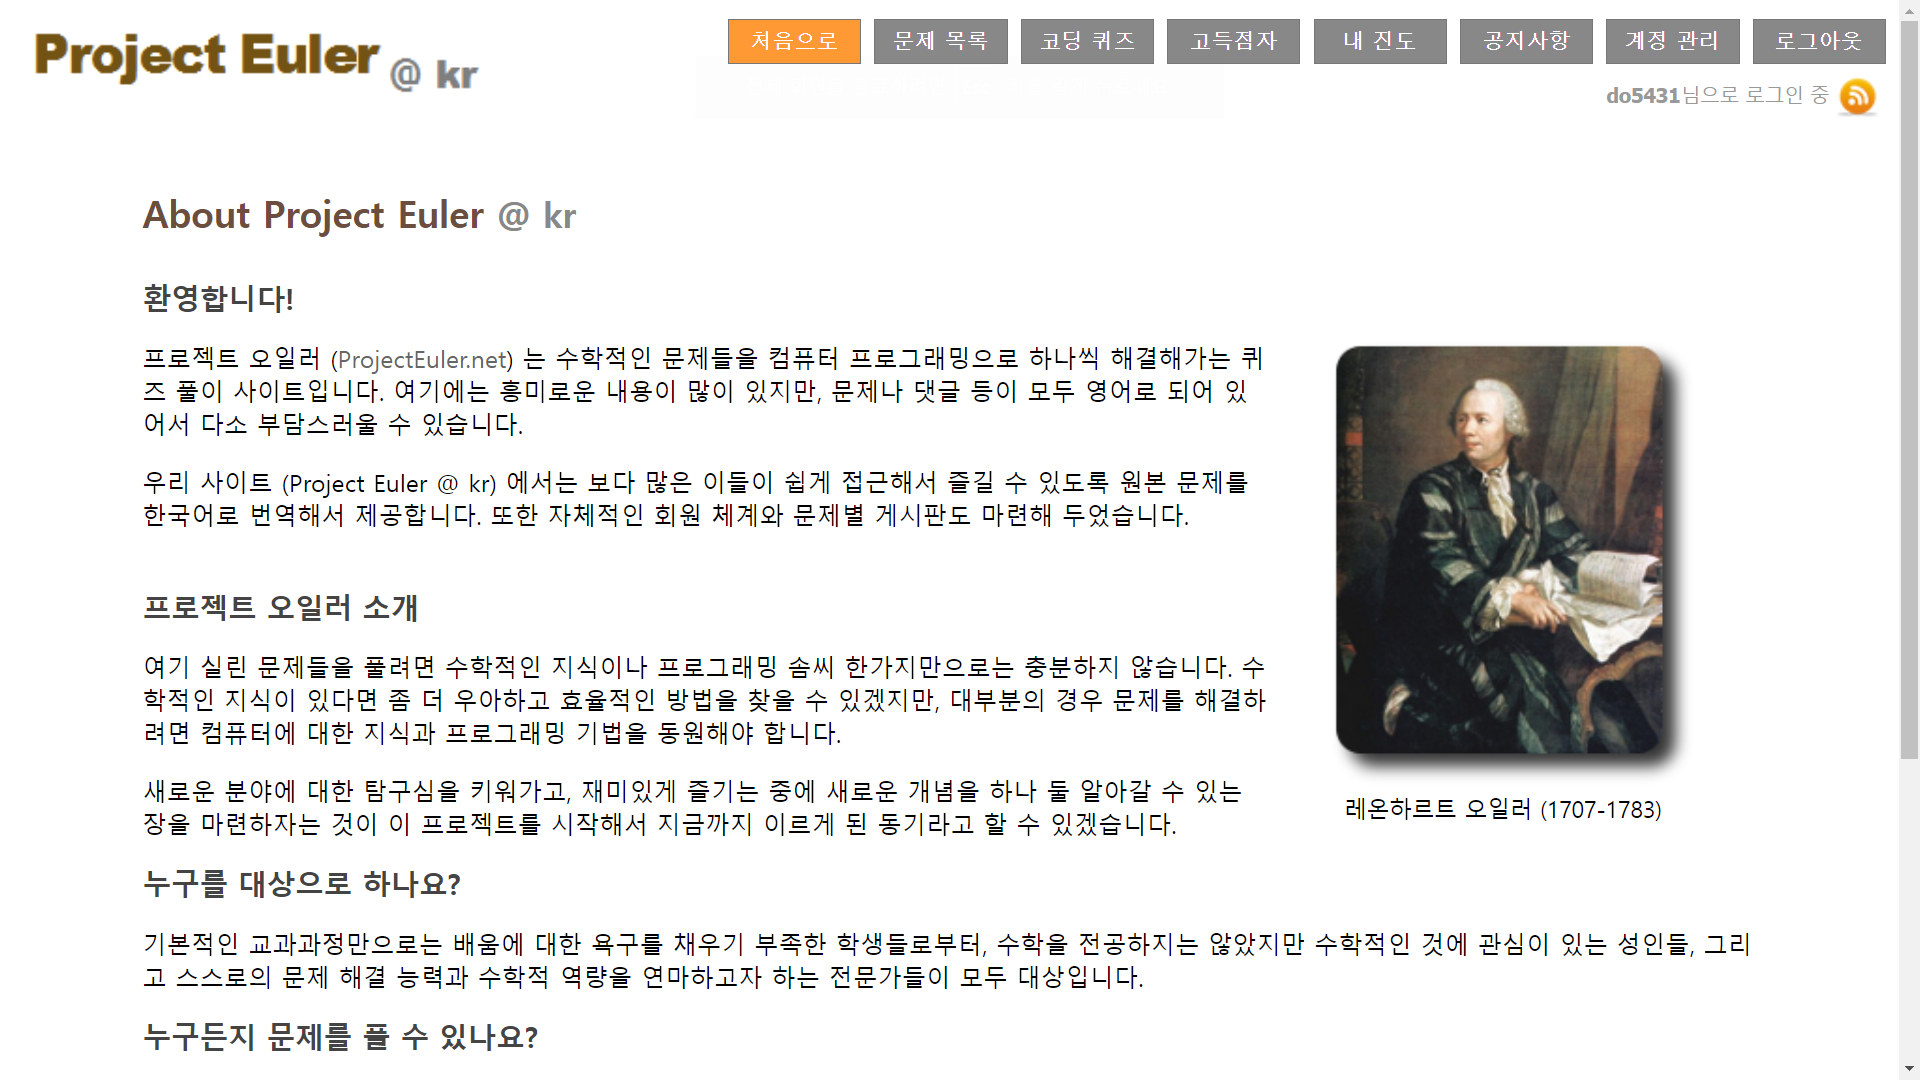 Project Euler @ kr
처음으로
문제 목록
코딩 퀴즈
고득점자
내 진도
공지사항
계정 관리
로그아웃
do5431님으로 로그인 중
About Project Euler @ kr
환영합니다!
프로젝트 오일러 (ProjectEuler.net) 는 수학적인 문제들을 컴퓨터 프로그래밍으로 하나씩 해결해가는 퀴
즈 풀이 사이트입니다. 여기에는 흥미로운 내용이 많이 있지만, 문제나 댓글 등이 모두 영어로 되어 있
어서 다소 부담스러울 수 있습니다.
우리 사이트 (Project Euler @ kr) 에서는 보다 많은 이들이 쉽게 접근해서 즐길 수 있도록 원본 문제를
한국어로 번역해서 제공합니다. 또한 자체적인 회원 체계와 문제별 게시판도 마련해 두었습니다.
프로젝트 오일러 소개
여기 실린 문제들을 풀려면 수학적인 지식이나 프로그래밍 솜씨 한가지만으로는 충분하지 않습니다. 수
학적인 지식이 있다면 좀 더 우아하고 효율적인 방법을 찾을 수 있겠지만, 대부분의 경우 문제를 해결하
려면 컴퓨터에 대한 지식과 프로그래밍 기법을 동원해야 합니다.
새로운 분야에 대한 탐구심을 키워가고, 재미있게 즐기는 중에 새로운 개념을 하나 둘 알아갈 수 있는
장을 마련하자는 것이 이 프로젝트를 시작해서 지금까지 이르게 된 동기라고 할 수 있겠습니다.
레온하르트 오일러 (1707-1783)
누구를 대상으로 하나요?
기본적인 교과과정만으로는 배움에 대한 욕구를 채우기 부족한 학생들로부터, 수학을 전공하지는 않았지만 수학적인 것에 관심이 있는 성인들, 그리
고 스스로의 문제 해결 능력과 수학적 역량을 연마하고자 하는 전문가들이 모두 대상입니다.
누구든지 문제를 풀 수 있나요?